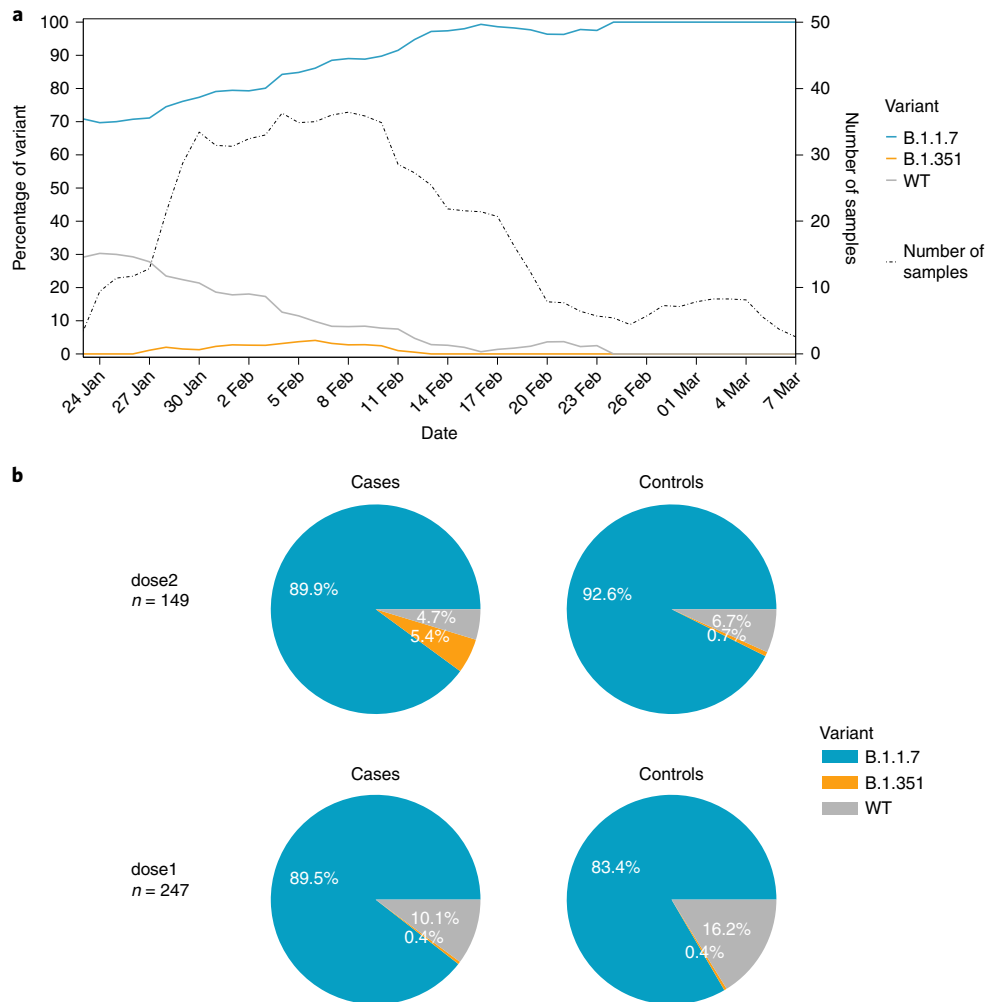 a
100
90
80
70
60
50
40
30
20
10
0
Percentage of variant
50
40
30
20
10
0
Number of samples
24 Jan
27 Jan
30 Jan
2 Feb
5 Feb
8 Feb
11 Feb
14 Feb
17 Feb
20 Feb
23 Feb
26 Feb
01 Mar
4 Mar
7 Mar
Date
Variant
B.1.1.7
B.1.351
WT
Number of
samples
b
Cases
Controls
dose2
n = 149
89.9%
4.7%
5.4%
92.6%
6.7%
0.7%
Cases
Controls
dose1
n = 247
89.5%
10.1%
0.4%
83.4%
16.2%
0.4%
Variant
B.1.1.7
B.1.351
WT